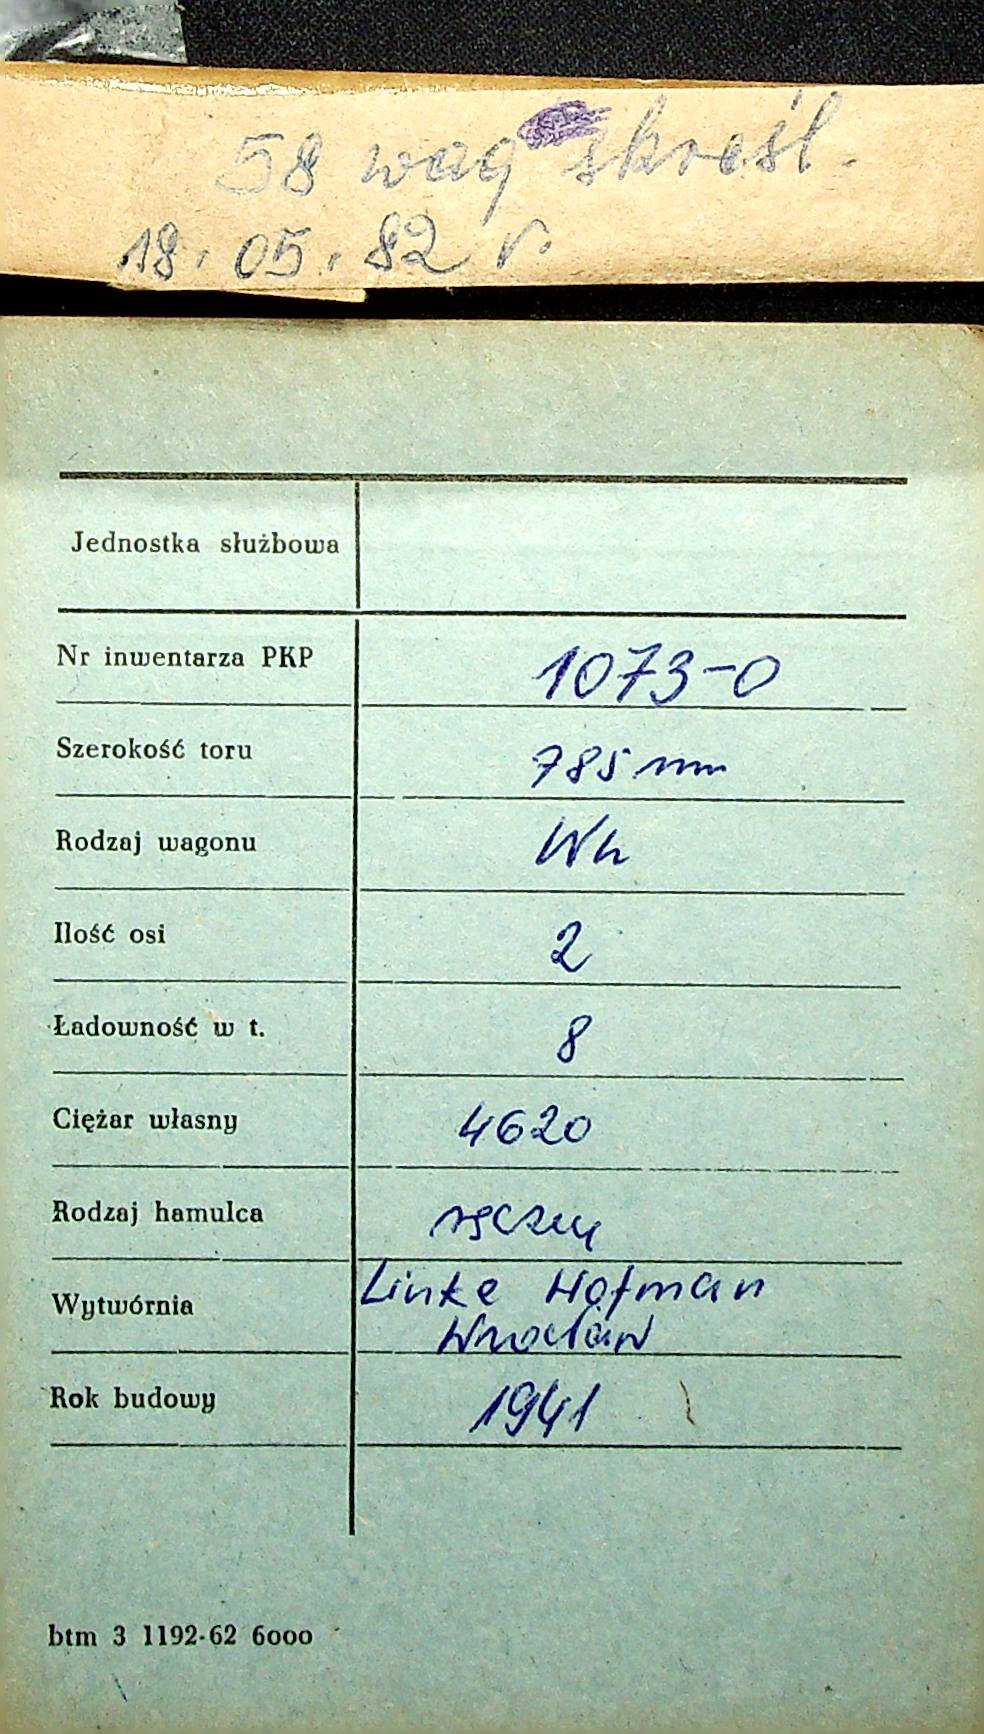 58 wag skreśl.
18.05.82 r.
Jednostka służbowa
Nr inwentarza PKP 1073-0
Szerokość toru 785 mm
Rodzaj wagonu Wh
Ilość osi 2
Ładowność w t. 8
Ciężar własny 4620
Rodzaj hamulca ręczny
Wytwórnia Linke Hofman
Wrocław
Rok budowy 1941
btm 3 1192-62 6000